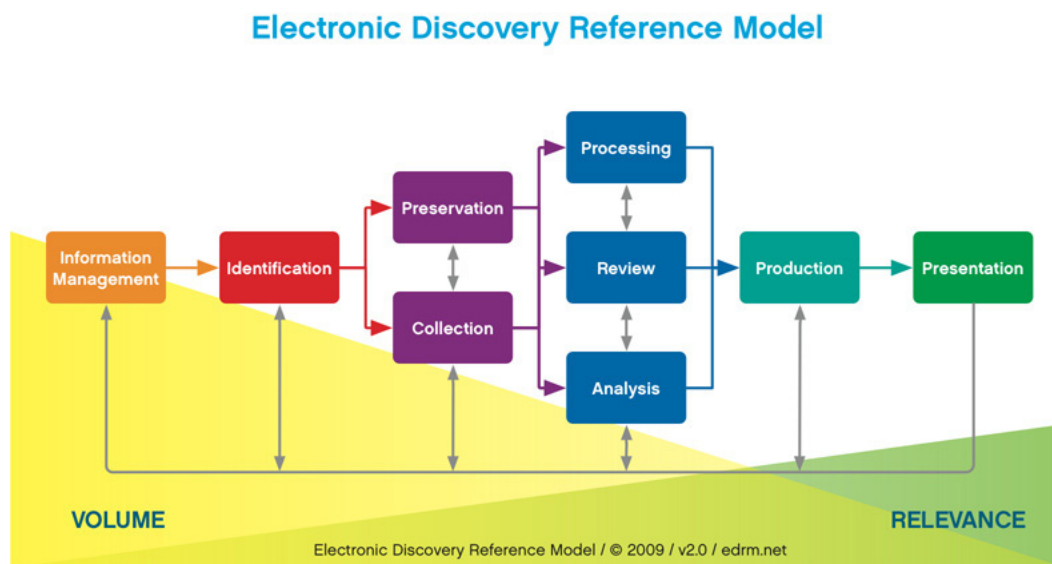 Electronic Discovery Reference Model
Processing
Preservation
Information
Management
Identification
Review
Production
Presentation
Collection
Analysis
VOLUME
RELEVANCE
Electronic Discovery Reference Model / © 2009 / v2.0 / edrm.net